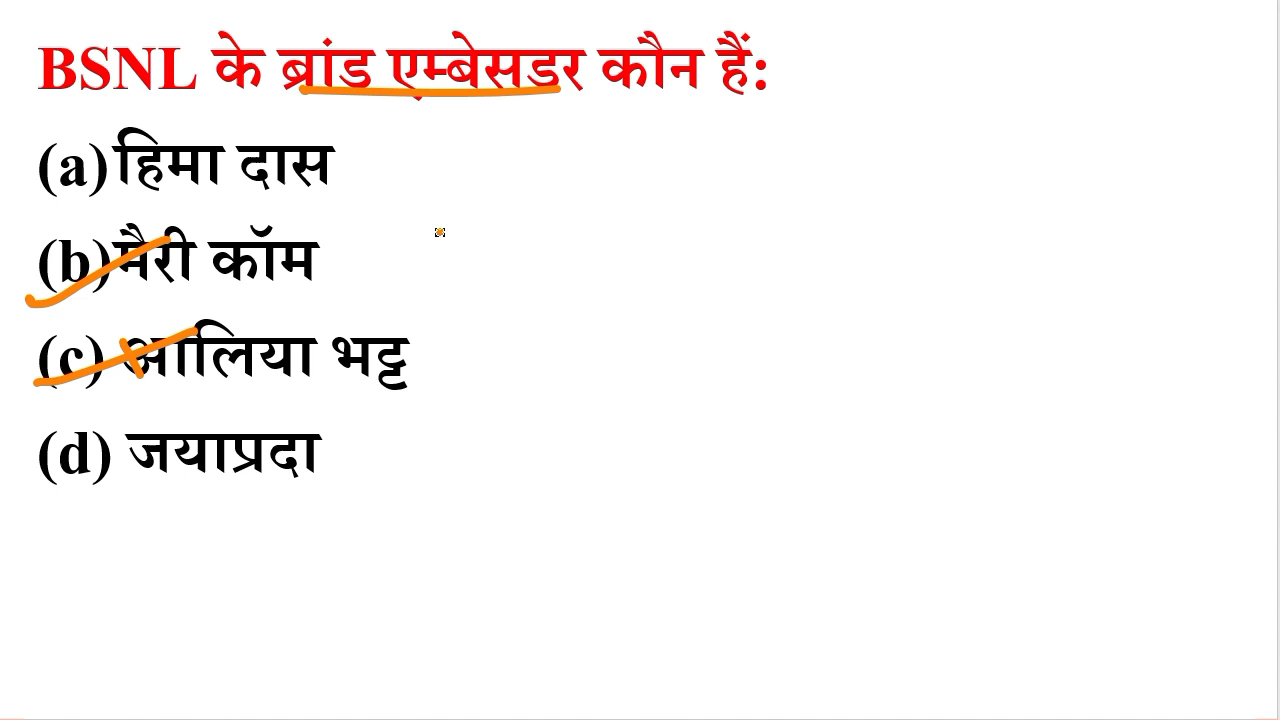 BSNL के ब्रांड एम्बेसडर कौन हैं:
(a) हिमा दास
(b) मैरी कॉम
(c) आलिया भट्ट
(d) जयाप्रदा